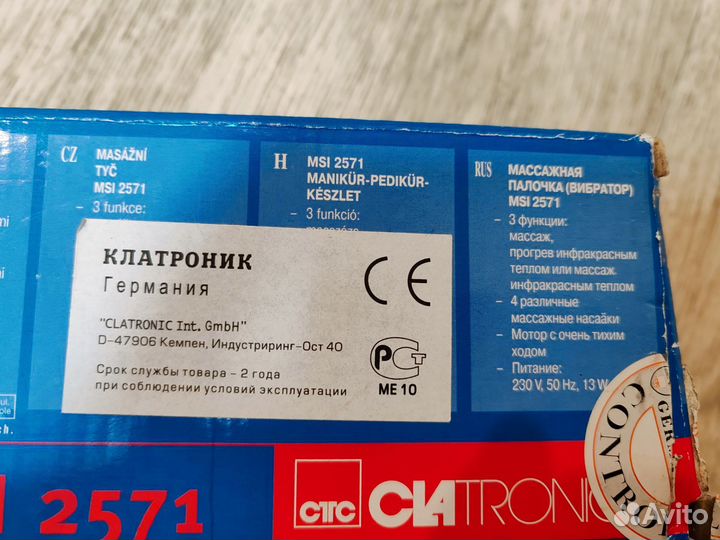 CZ
MASÁŽNÍ
TYČ
MSI 2571
– 3 funkce:
H
MSI 2571
MANIKÜR-PEDIKÜR-
KÉSZLET
– 3 funkció:
RUS
МАССАЖНАЯ
ПАЛОЧКА (ВИБРАТОР)
MSI 2571
– 3 функции:
массаж,
прогрев инфракрасным
теплом или массаж
инфракрасным теплом
– 4 различные
массажные насаäки
– Мотор с очень тихим
ходом
– Питание:
230 V, 50 Hz, 13 W
КЛАТРОНИК
Германия
"CLATRONIC Int. GmbH"
D-47906 Кемпен, Индустриринг-Ост 40
Срок службы товара - 2 года
при соблюдении условий эксплуатации
CE
РСТ
ME 10
2571
CTC CLATRONIC
CONTROL
Avito